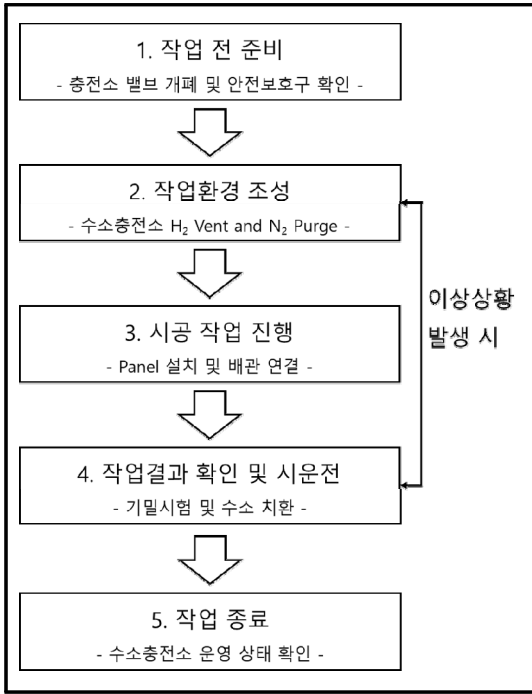 1. 작업 전 준비
- 충전소 밸브 개폐 및 안전보호구 확인 -
2. 작업환경 조성
- 수소충전소 H₂ Vent and N₂ Purge -
이상상황
발생 시
3. 시공 작업 진행
- Panel 설치 및 배관 연결 -
4. 작업결과 확인 및 시운전
- 기밀시험 및 수소 치환 -
5. 작업 종료
- 수소충전소 운영 상태 확인 -